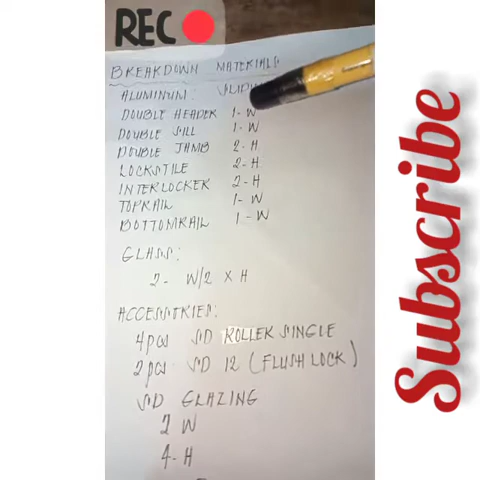 REC
BREAKDOWN MATERIALS
ALUMINUM:
DOUBLE HEADER 1-W
DOUBLE SILL 1-W
DOUBLE JAMB 2-H
LOCKSTILE 2-H
INTERLOCKER 2-H
TOPRAIL 1-W
BOTTOMRAIL 1-W
GLASS:
2- W/2 X H
ACCESSORIES:
4pcs SD ROLLER SINGLE
2pcs SD 12 (FLUSH LOCK)
SD GLAZING
2 W
4-H
Subscribe